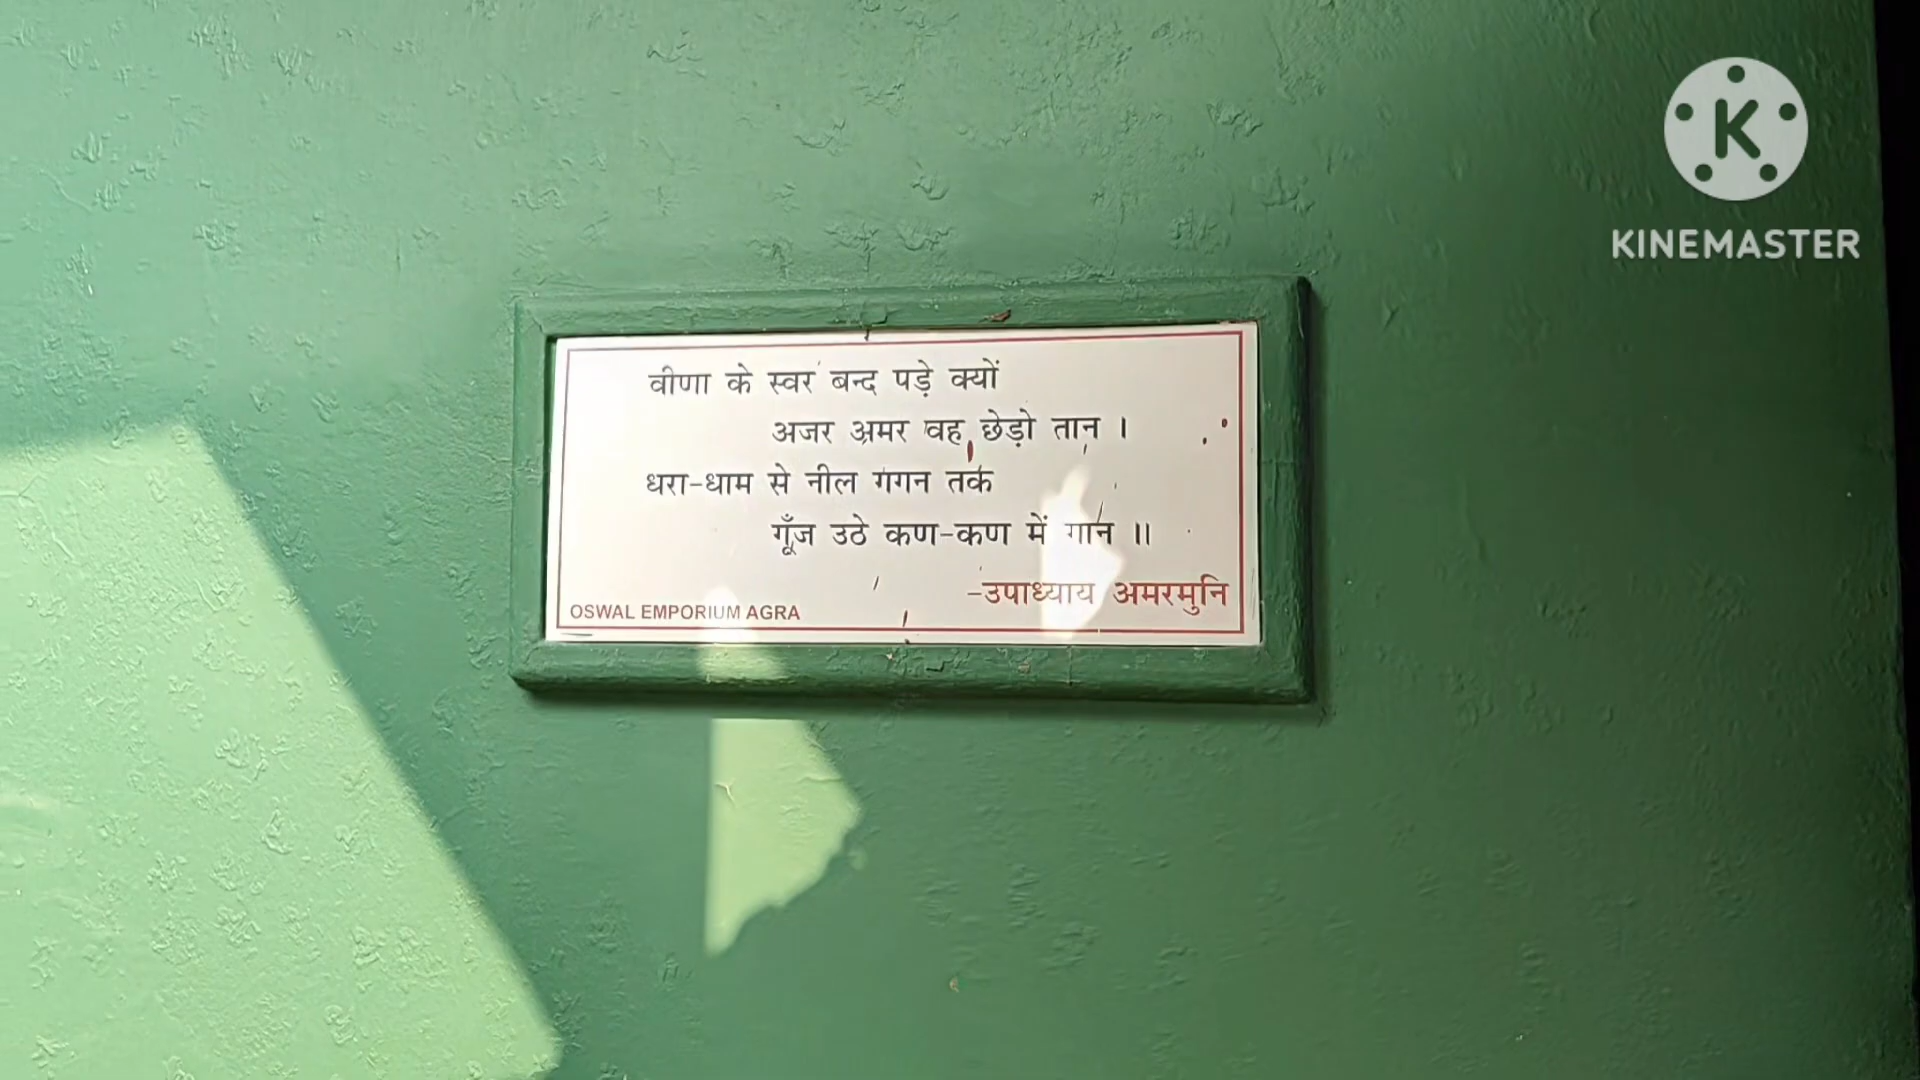 KINEMASTER
वीणा के स्वर बन्द पड़े क्यों
अजर अमर वह छेड़ो तान ।
धरा-धाम से नील गगन तक
गूँज उठे कण-कण में गान ॥
-उपाध्याय अमरमुनि
OSWAL EMPORIUM AGRA